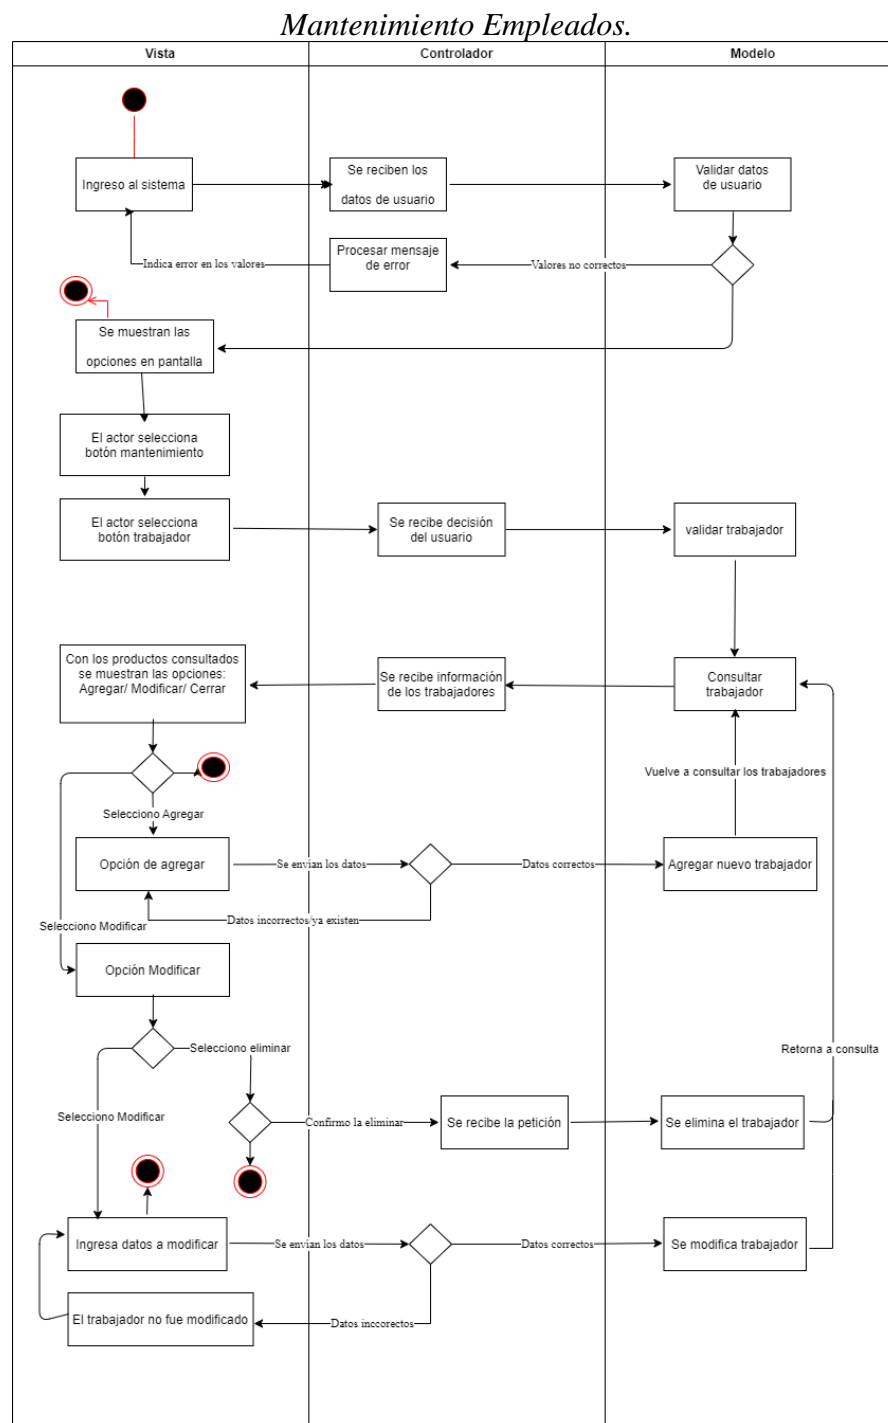 Mantenimiento Empleados.
Vista
Controlador
Modelo
Ingreso al sistema
Se reciben los
datos de usuario
Validar datos
de usuario
Indica error en los valores
Procesar mensaje
de error
Valores no correctos
Se muestran las
opciones en pantalla
El actor selecciona
botón mantenimiento
El actor selecciona
botón trabajador
Se recibe decisión
del usuario
validar trabajador
Con los productos consultados
se muestran las opciones:
Agregar/ Modificar/ Cerrar
Se recibe información
de los trabajadores
Consultar
trabajador
Vuelve a consultar los trabajadores
Selecciono Agregar
Opción de agregar
Se envían los datos
Datos correctos
Agregar nuevo trabajador
Datos incorrectos/ya existen
Selecciono Modificar
Opción Modificar
Selecciono eliminar
Retorna a consulta
Selecciono Modificar
Confirmo la eliminar
Se recibe la petición
Se elimina el trabajador
Ingresa datos a modificar
Se envían los datos
Datos correctos
Se modifica trabajador
El trabajador no fue modificado
Datos inccorectos